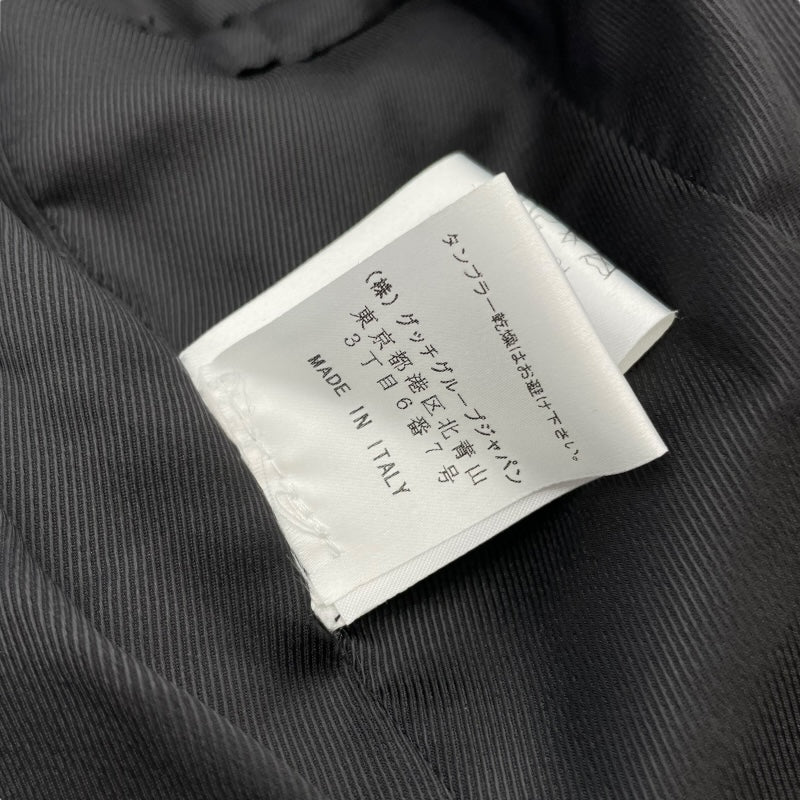 タンブラー乾燥はお避け下さい。
(株)グッチグループジャパン
東京都港区北青山
3丁目6番7号
MADE IN ITALY